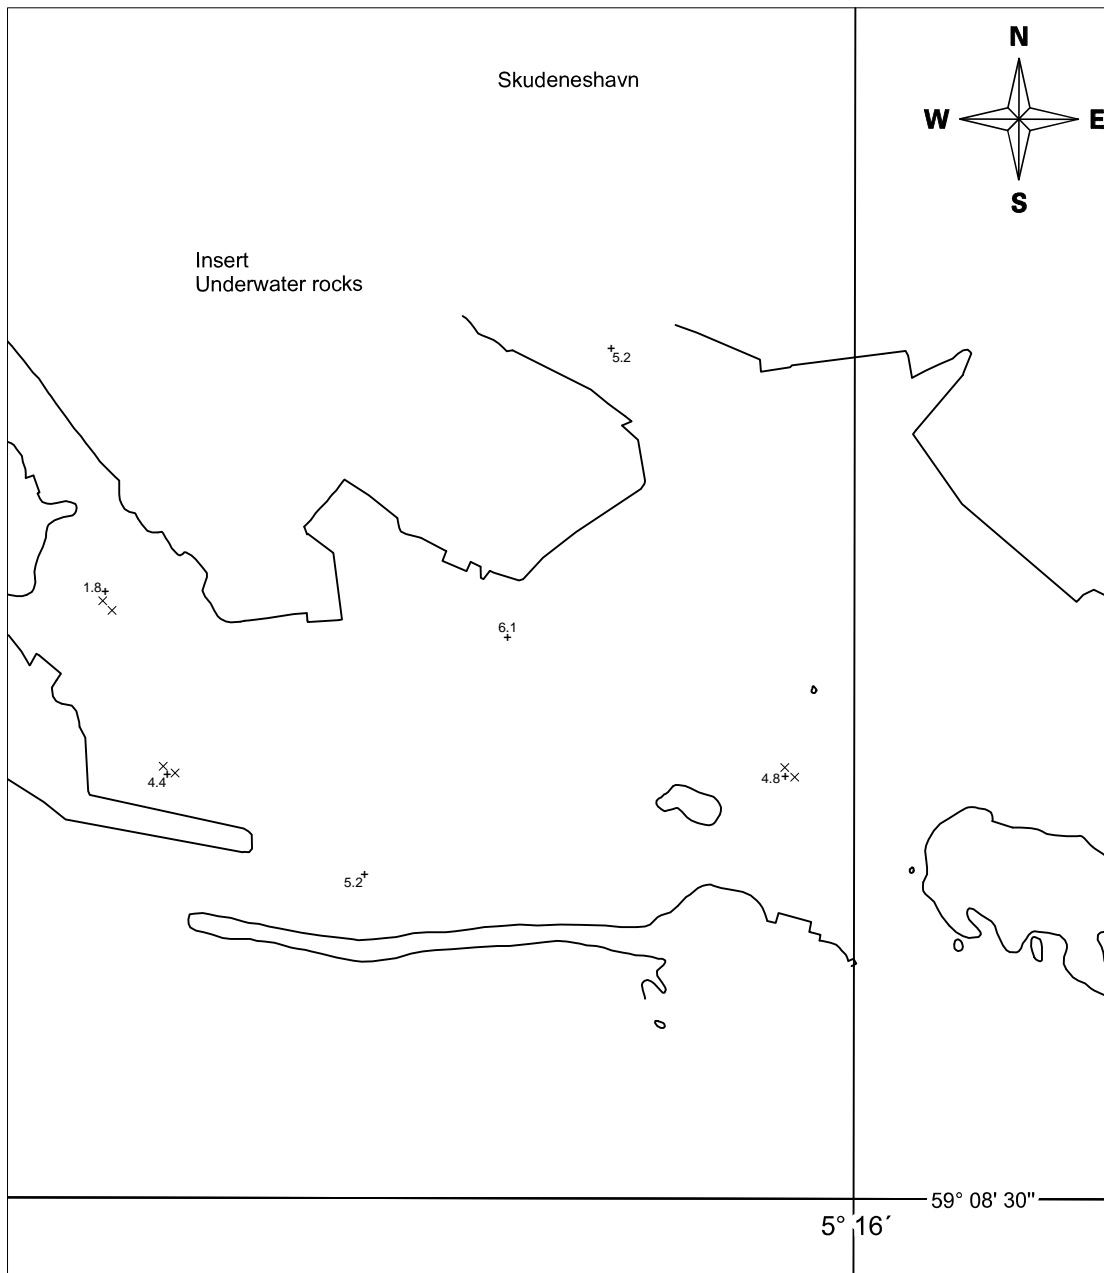 N
Skudeneshavn
W
E
S
Insert
Underwater rocks
5.2
1.8
6.1
4.4
4.8
5.2
59° 08' 30"
5° 16´